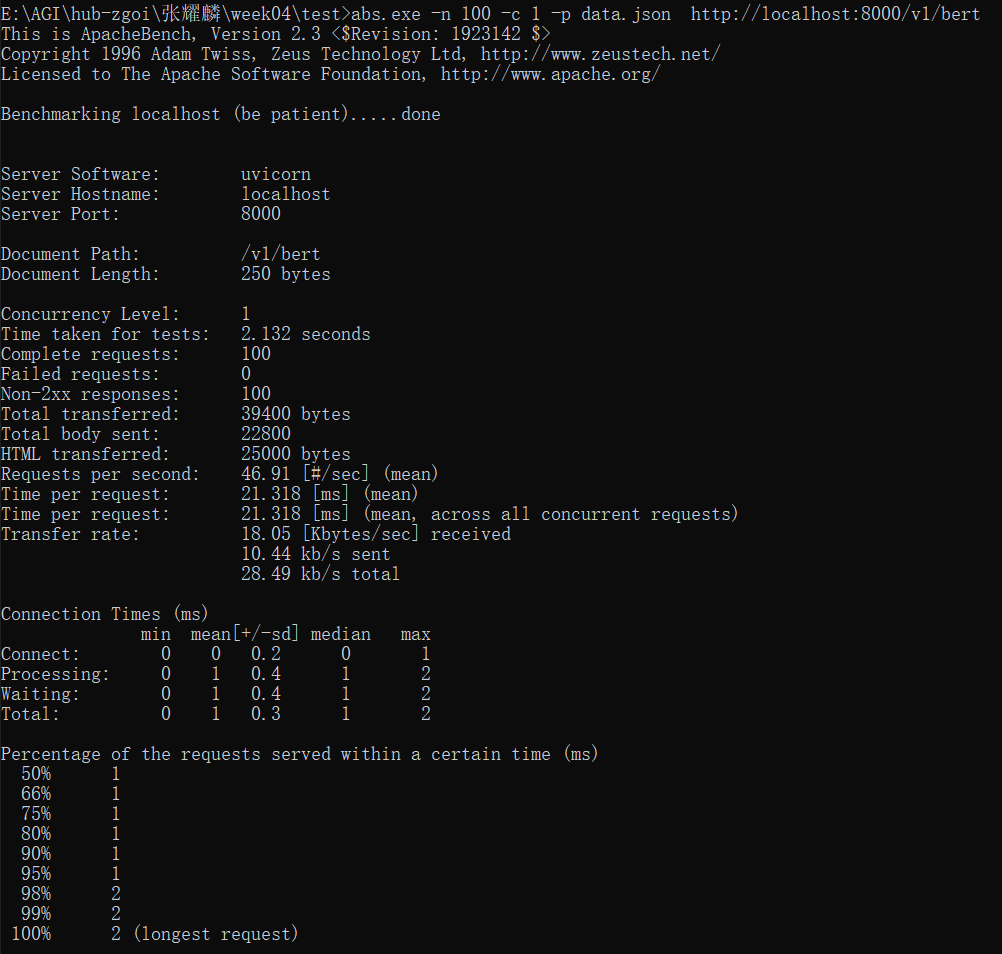 E:\AGI\hub-zgoi\张耀麟\week04\test>abs.exe -n 100 -c 1 -p data.json  http://localhost:8000/v1/bert
This is ApacheBench, Version 2.3 <$Revision: 1923142 $>
Copyright 1996 Adam Twiss, Zeus Technology Ltd, http://www.zeustech.net/
Licensed to The Apache Software Foundation, http://www.apache.org/

Benchmarking localhost (be patient).....done


Server Software:        uvicorn
Server Hostname:        localhost
Server Port:            8000

Document Path:          /v1/bert
Document Length:        250 bytes

Concurrency Level:      1
Time taken for tests:   2.132 seconds
Complete requests:      100
Failed requests:        0
Non-2xx responses:      100
Total transferred:      39400 bytes
Total body sent:        22800
HTML transferred:       25000 bytes
Requests per second:    46.91 [#/sec] (mean)
Time per request:       21.318 [ms] (mean)
Time per request:       21.318 [ms] (mean, across all concurrent requests)
Transfer rate:          18.05 [Kbytes/sec] received
                        10.44 kb/s sent
                        28.49 kb/s total

Connection Times (ms)
              min  mean[+/-sd] median   max
Connect:        0    0   0.2      0       1
Processing:     0    1   0.4      1       2
Waiting:        0    1   0.4      1       2
Total:          0    1   0.3      1       2

Percentage of the requests served within a certain time (ms)
  50%      1
  66%      1
  75%      1
  80%      1
  90%      1
  95%      1
  98%      2
  99%      2
 100%      2 (longest request)